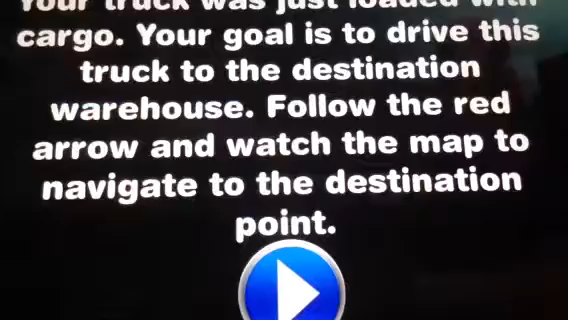 Your truck was just loaded with
cargo. Your goal is to drive this
truck to the destination
warehouse. Follow the red
arrow and watch the map to
navigate to the destination
point.